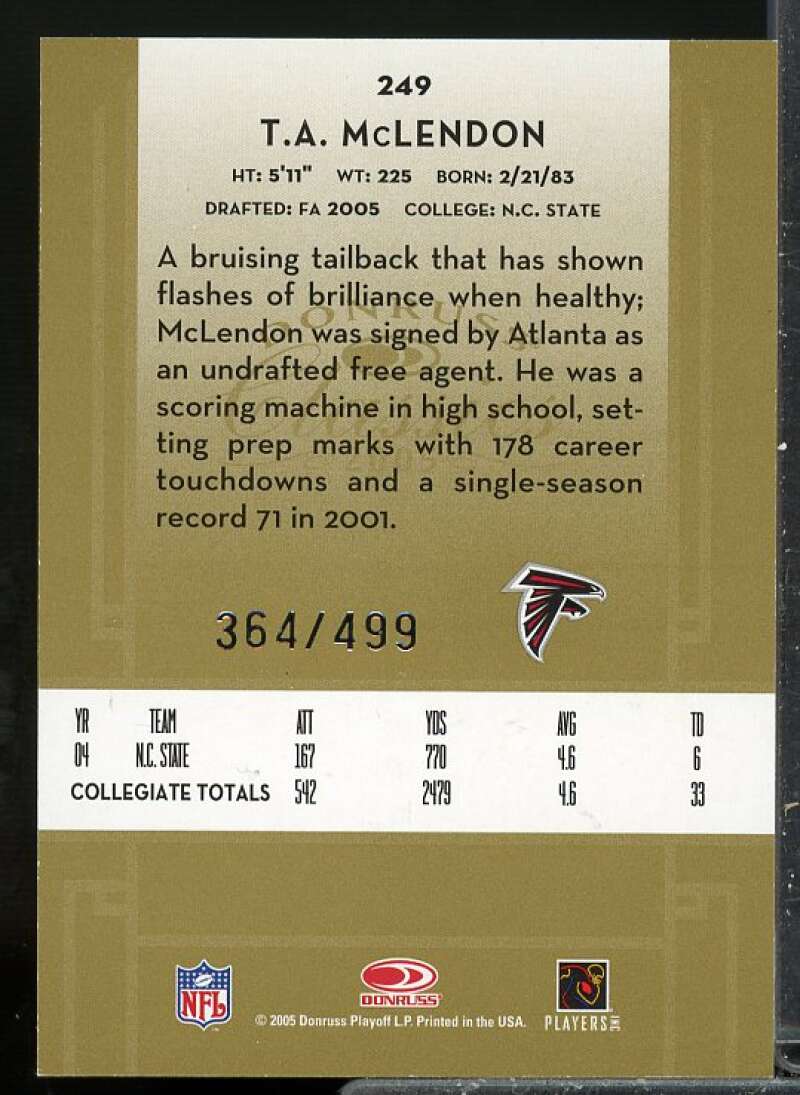 249
T.A. McLENDON
HT: 5'11" WT: 225 BORN: 2/21/83
DRAFTED: FA 2005 COLLEGE: N.C. STATE
A bruising tailback that has shown
flashes of brilliance when healthy;
McLendon was signed by Atlanta as
an undrafted free agent. He was a
scoring machine in high school, set-
ting prep marks with 178 career
touchdowns and a single-season
record 71 in 2001.
DONRUSS
Classics
364/499
YR TEAM ATT YDS AVG TD
04 N.C. STATE 167 770 4.6 6
COLLEGIATE TOTALS 542 2479 4.6 33
NFL
DONRUSS
PLAYERS INC
© 2005 Donruss Playoff L.P. Printed in the USA.